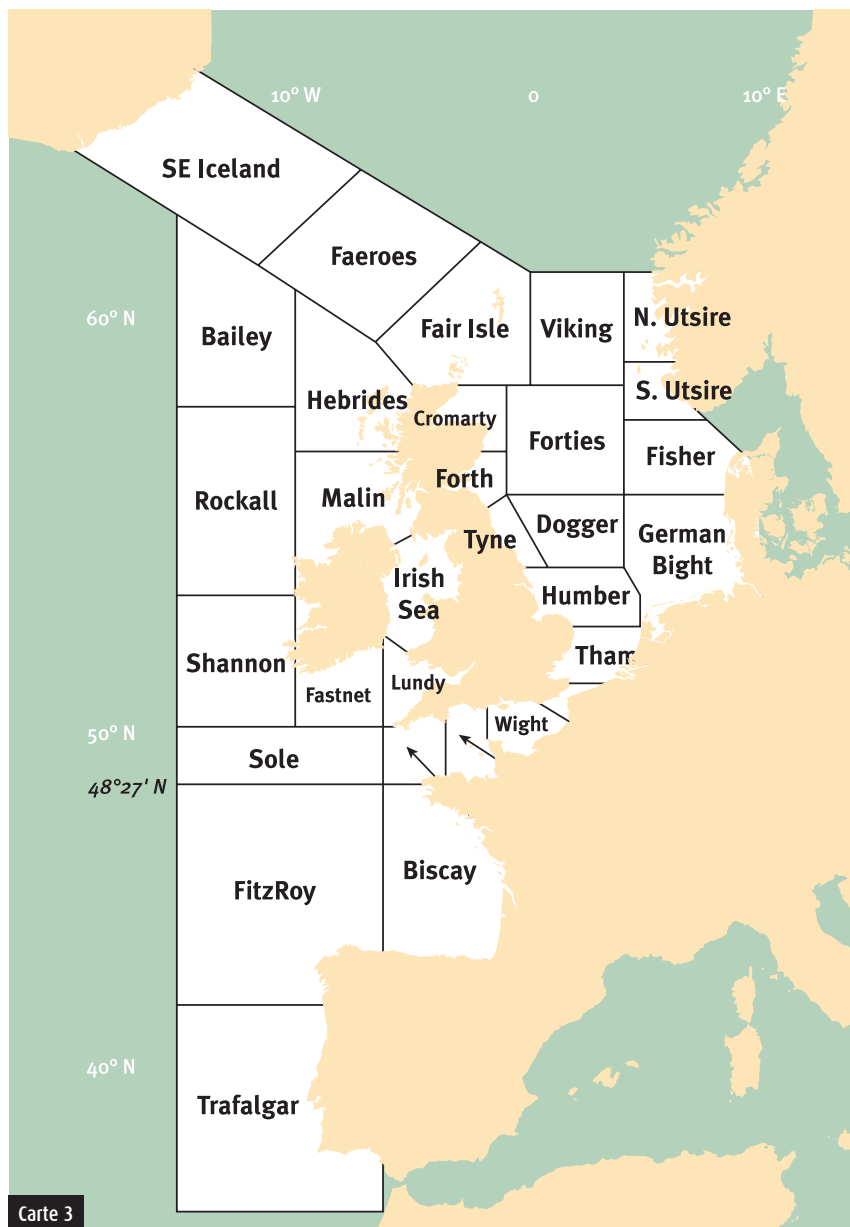 10° W
0
10° E
SE Iceland
Faeroes
60° N
Bailey
Fair Isle
Viking
N. Utsire
Hebrides
S. Utsire
Cromarty
Forties
Fisher
Rockall
Malin
Forth
Dogger
German
Bight
Tyne
Irish
Sea
Humber
Shannon
Fastnet
Lundy
Tham
50° N
Wight
Sole
48°27' N
FitzRoy
Biscay
40° N
Trafalgar
Carte 3